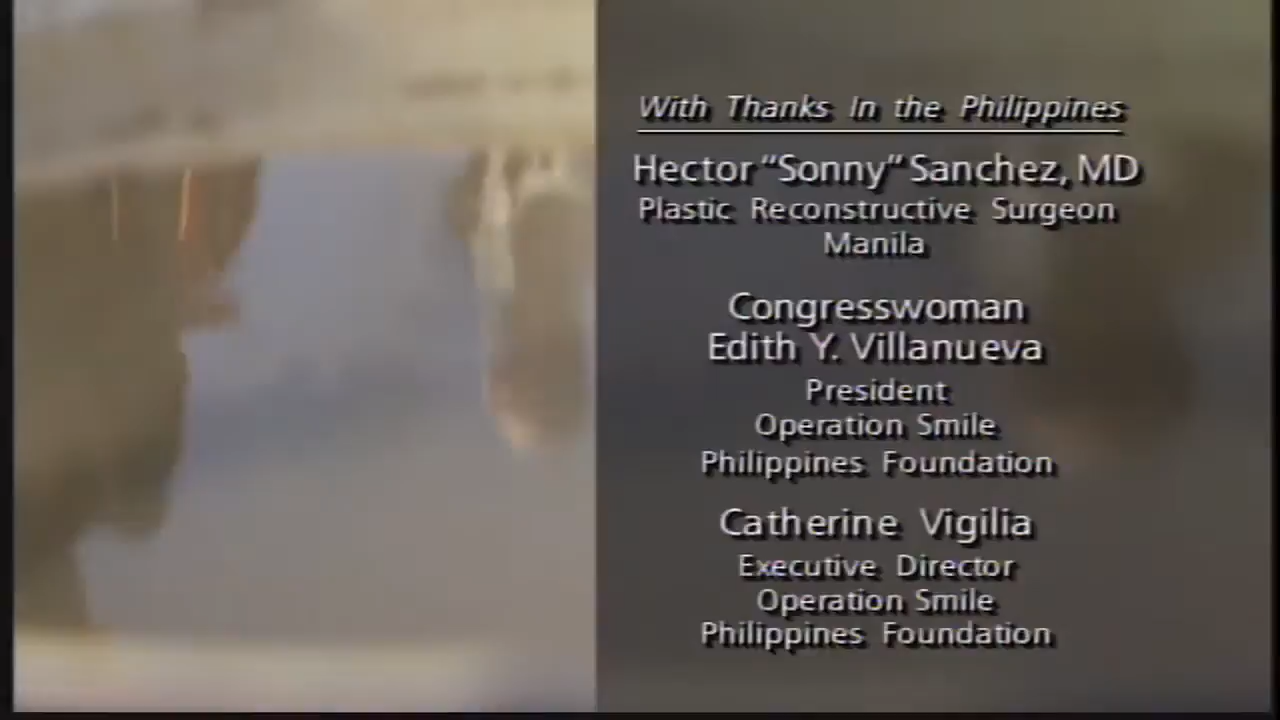 With Thanks In the Philippines
Hector “Sonny” Sanchez, MD
Plastic Reconstructive Surgeon
Manila
Congresswoman
Edith Y. Villanueva
President
Operation Smile
Philippines Foundation
Catherine Vigilia
Executive Director
Operation Smile
Philippines Foundation